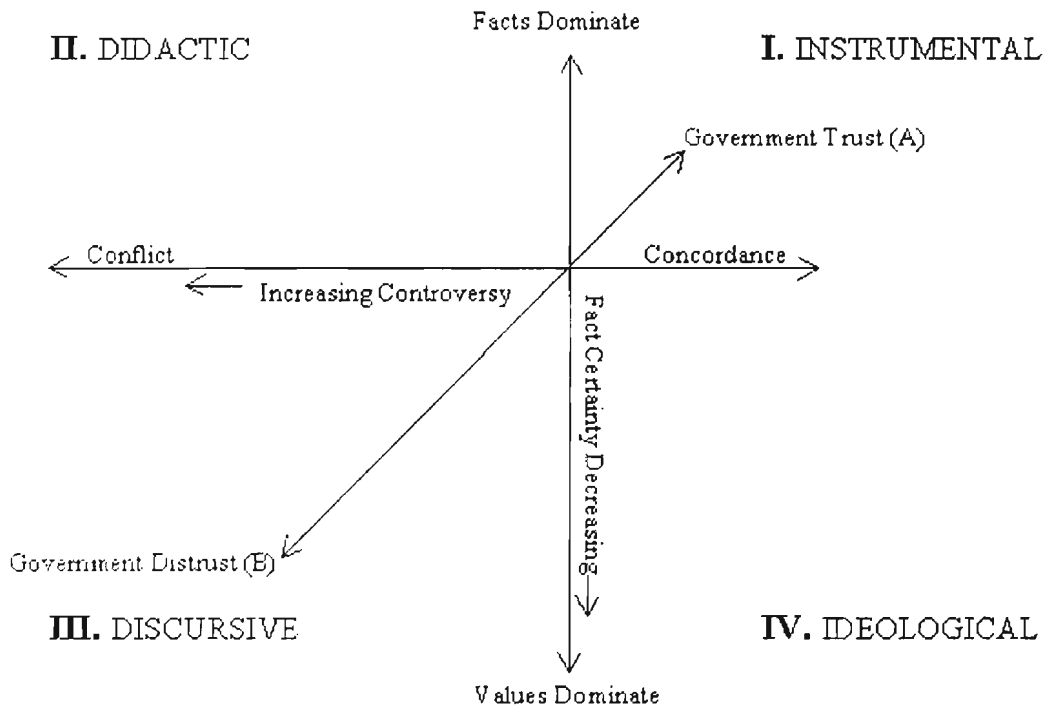 Facts Dominate
II. DIDACTIC
I. INSTRUMENTAL
Government Trust (A)
Conflict
Concordance
Increasing Controversy
Fact Certainty Decreasing
Government Distrust (B)
III. DISCURSIVE
IV. IDEOLOGICAL
Values Dominate